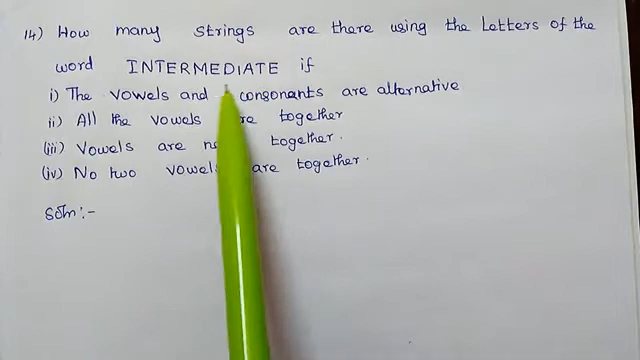 14) How many strings are there using the Letters of the
word INTERMEDIATE if
i) The vowels and consonants are alternative
ii) All the vowels are together
(iii) Vowels are together.
(iv) No two vowels are together.
Soln :-